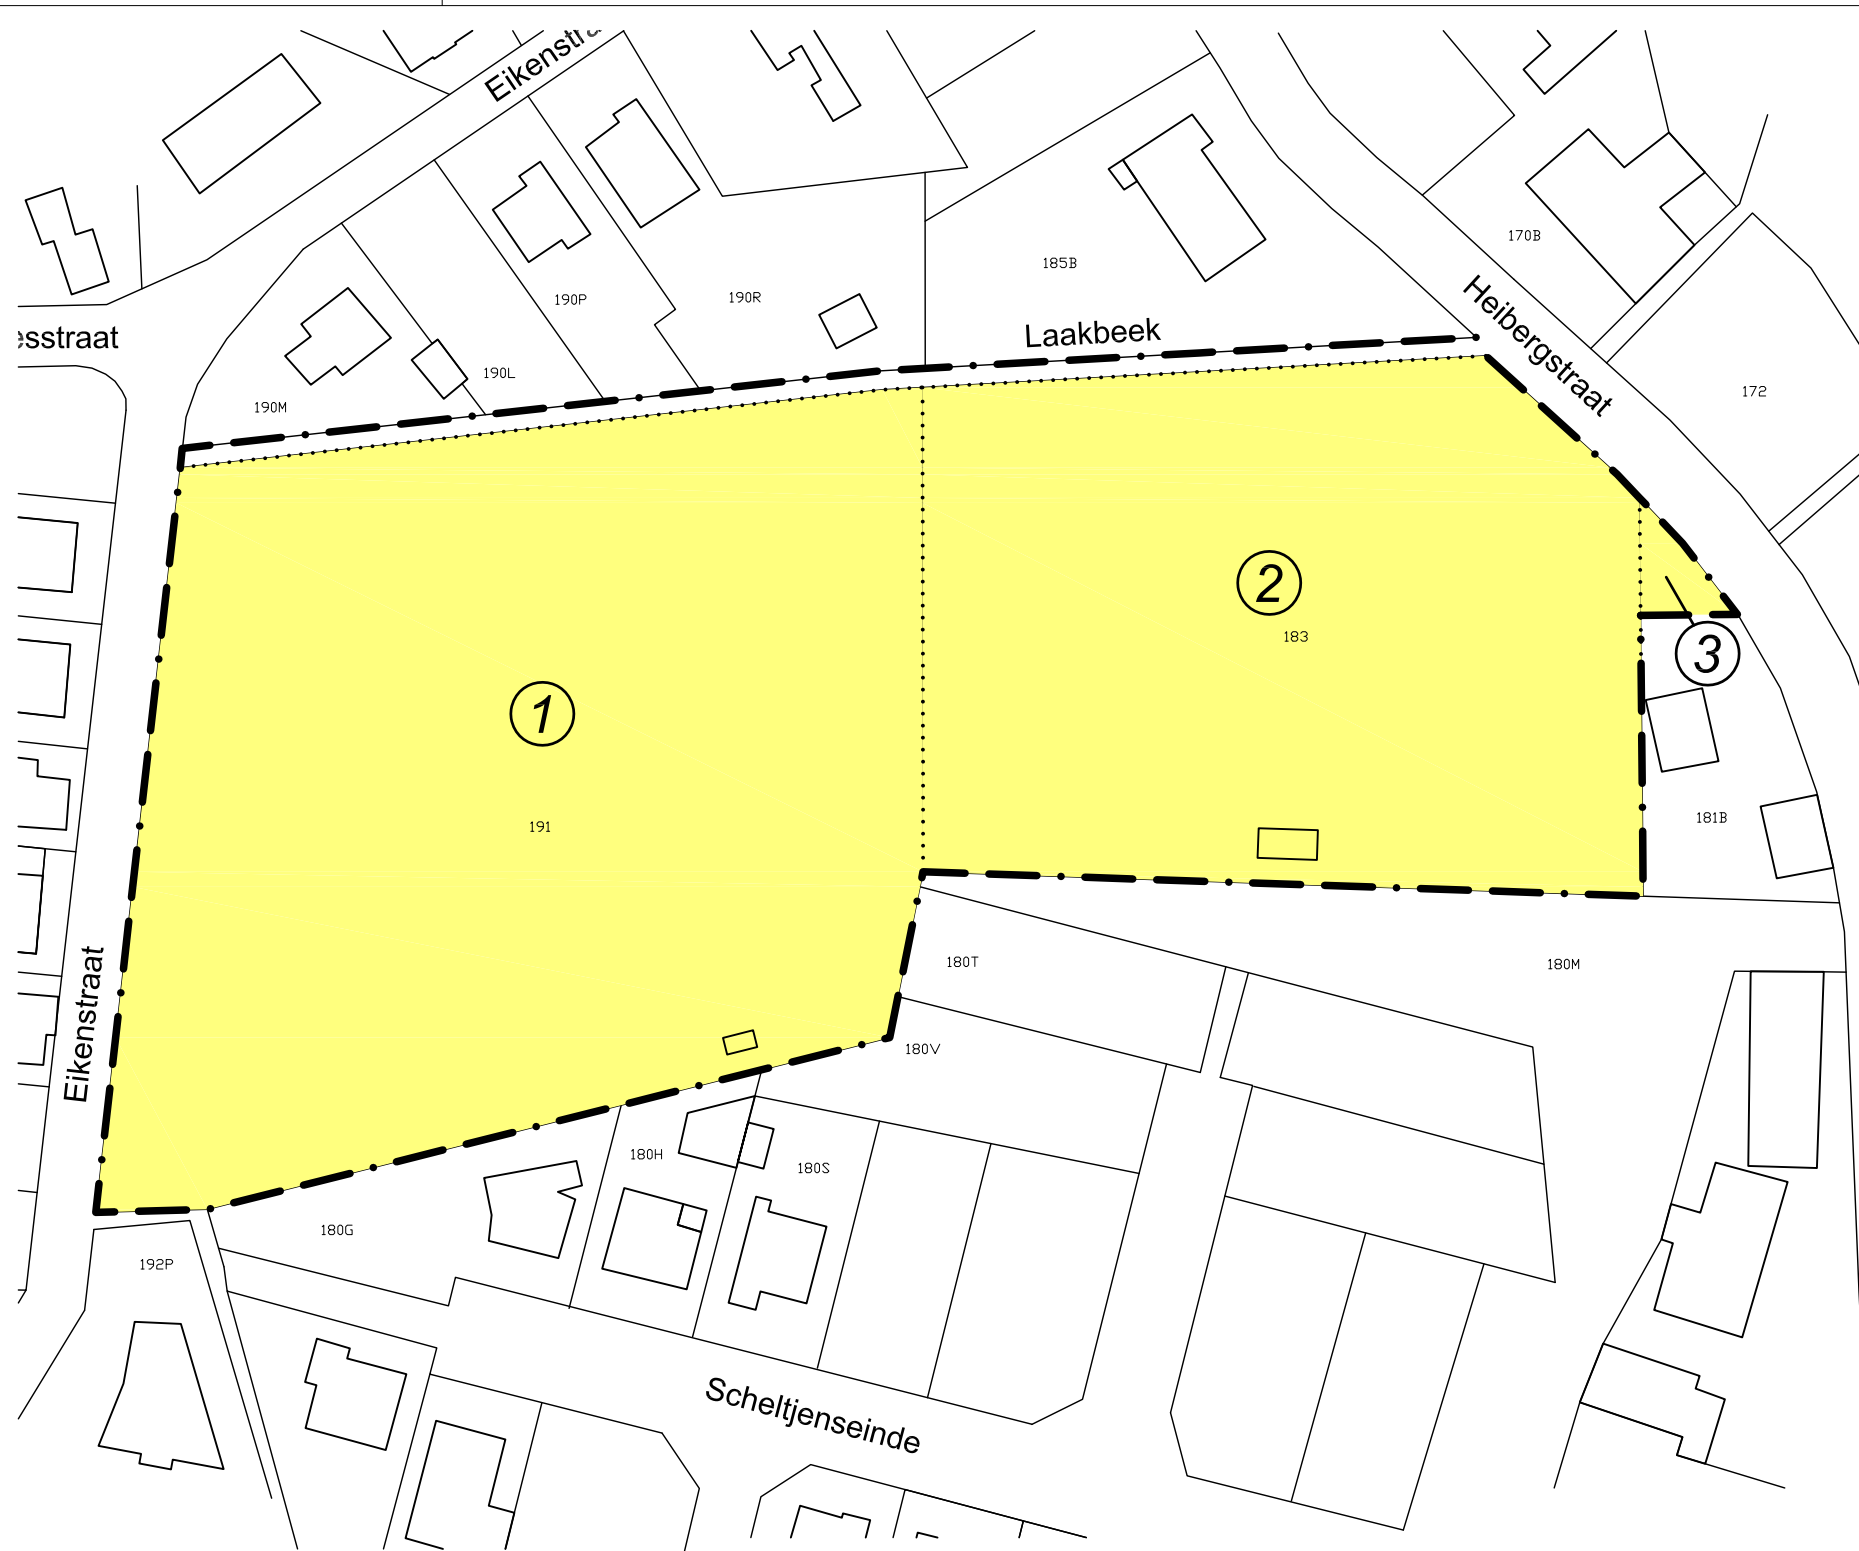 Eikenstra
170B
185B
190P
190R
Heibergstraat
Laakbeek
esstraat
190L
172
190M
2
183
3
1
181B
191
180T
180M
Eikenstraat
180V
180H
180S
180G
192P
Scheltjenseinde